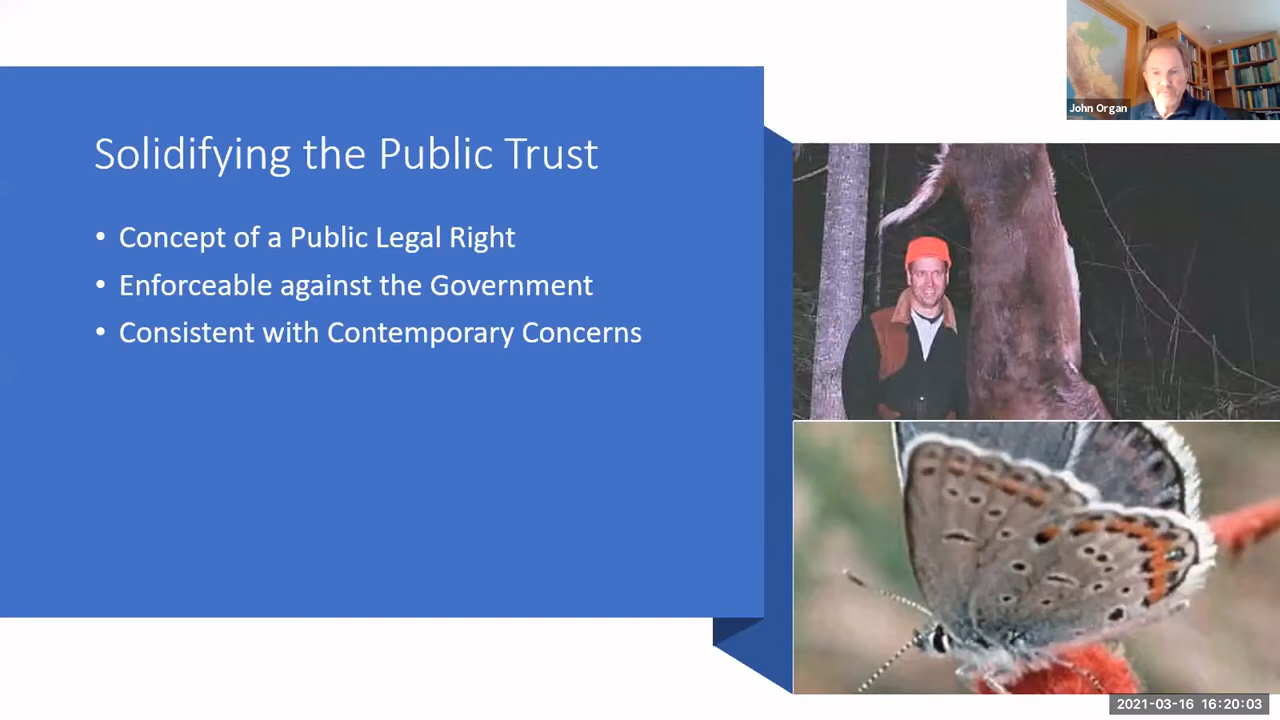 John Organ
Solidifying the Public Trust
• Concept of a Public Legal Right
• Enforceable against the Government
• Consistent with Contemporary Concerns
2021-03-16 16:20:03